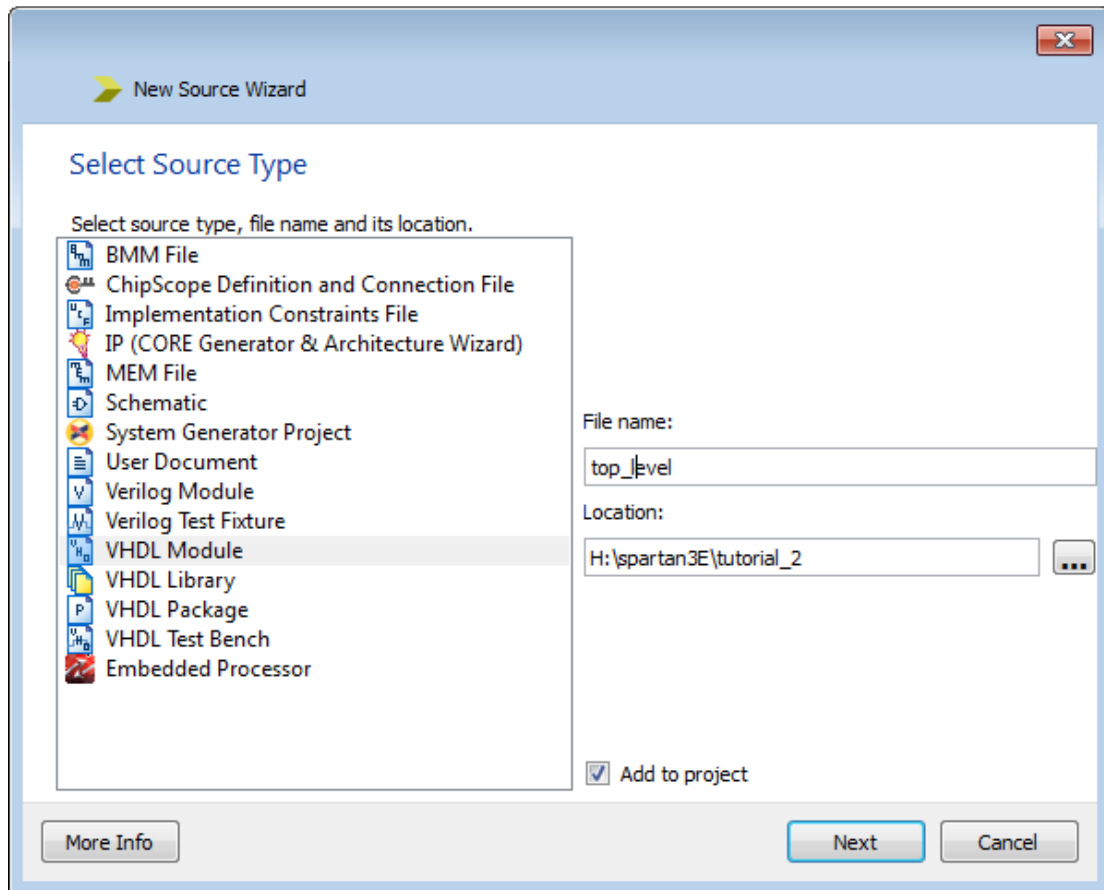 New Source Wizard
Select Source Type
Select source type, file name and its location.
BMM File
ChipScope Definition and Connection File
Implementation Constraints File
IP (CORE Generator & Architecture Wizard)
MEM File
Schematic
System Generator Project
User Document
Verilog Module
Verilog Test Fixture
VHDL Module
VHDL Library
VHDL Package
VHDL Test Bench
Embedded Processor
File name:
top_level
Location:
H:\spartan3E\tutorial_2
...
Add to project
More Info
Next
Cancel